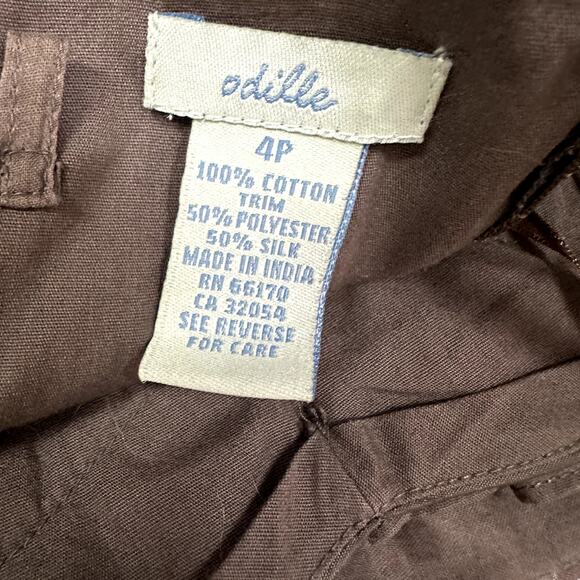 odille
4P
100% COTTON
TRIM
50% POLYESTER
50% SILK
MADE IN INDIA
RN 66170
CA 32054
SEE REVERSE
FOR CARE